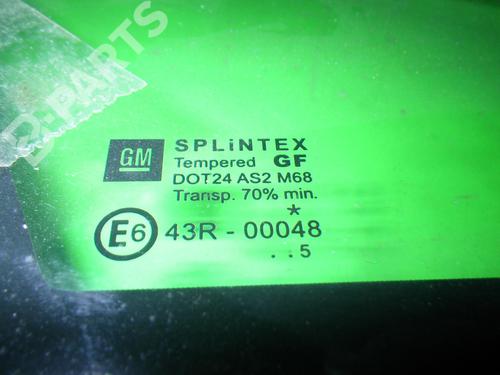 B-PARTS
GM
SPLiNTEX
Tempered GF
DOT24 AS2 M68
Transp. 70% min.
*
E6 43R - 00048
. . 5